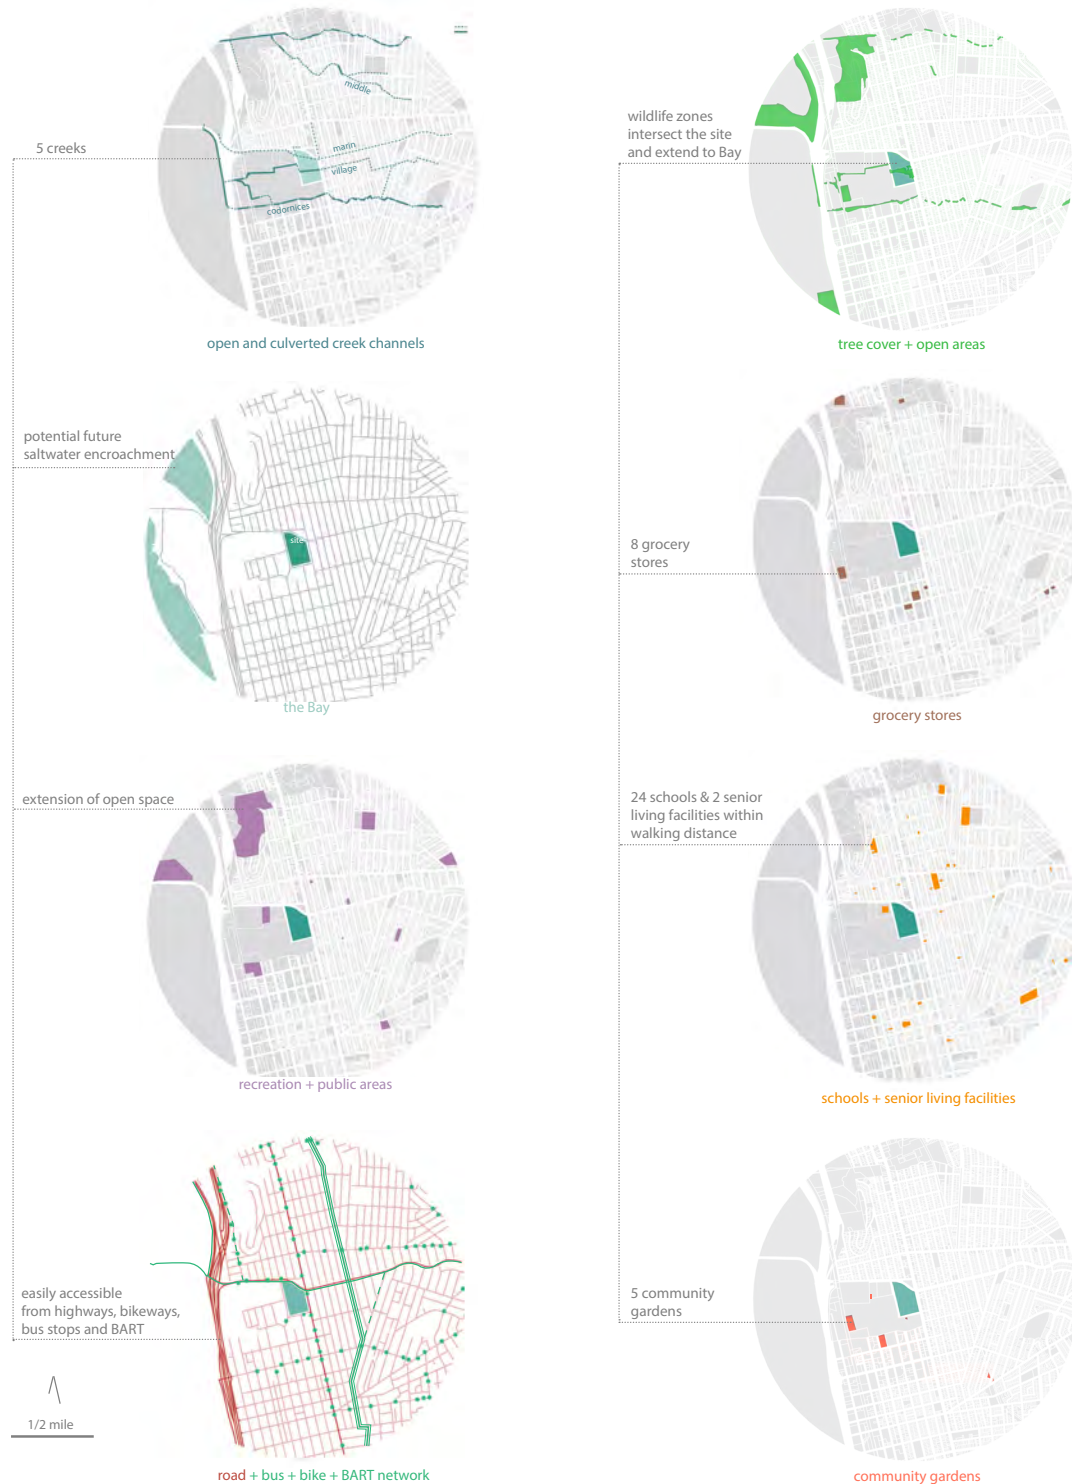 5 creeks
middle
marin
village
codornices
open and culverted creek channels
wildlife zones
intersect the site
and extend to Bay
tree cover + open areas
potential future
saltwater encroachment
site
the Bay
8 grocery
stores
grocery stores
extension of open space
recreation + public areas
24 schools & 2 senior
living facilities within
walking distance
schools + senior living facilities
easily accessible
from highways, bikeways,
bus stops and BART
1/2 mile
road + bus + bike + BART network
5 community
gardens
community gardens